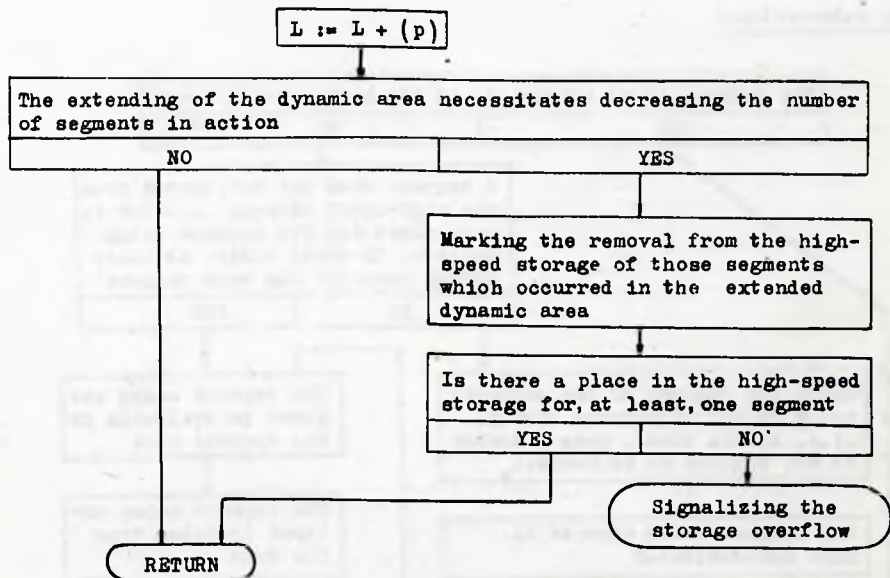 L := L + (p)
The extending of the dynamic area necessitates decreasing the number
of segments in action
NO
YES
Marking the removal from the high-
speed storage of those segments
which occurred in the extended
dynamic area
Is there a place in the high-speed
storage for, at least, one segment
YES
NO
Signalizing the
storage overflow
RETURN